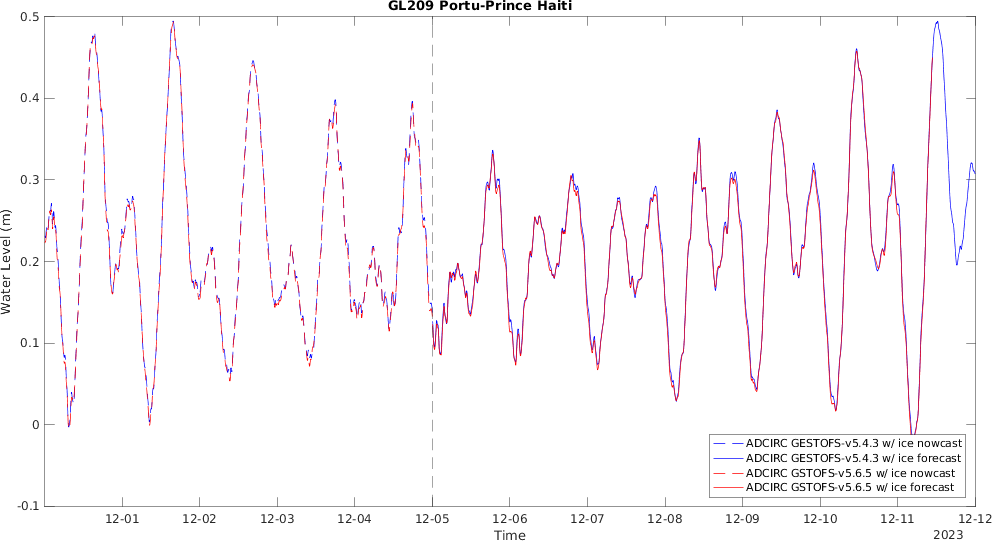 GL209 Portu-Prince Haiti
0.5
0.4
0.3
0.2
0.1
0
-0.1
Water Level (m)
12-01 12-02 12-03 12-04 12-05 12-06 12-07 12-08 12-09 12-10 12-11 12-12
Time
2023
ADCIRC GESTOFS-v5.4.3 w/ ice nowcast
ADCIRC GESTOFS-v5.4.3 w/ ice forecast
ADCIRC GSTOFS-v5.6.5 w/ ice nowcast
ADCIRC GSTOFS-v5.6.5 w/ ice forecast